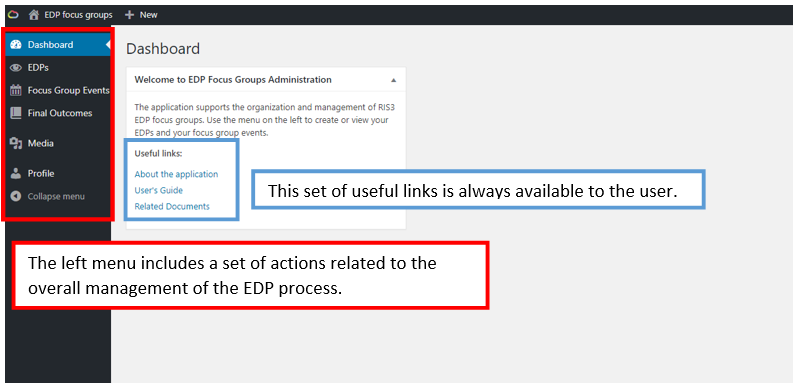 EDP focus groups New
Dashboard
EDPs
Focus Group Events
Final Outcomes
Media
Profile
Collapse menu
Dashboard
Welcome to EDP Focus Groups Administration
The application supports the organization and management of RIS3
EDP focus groups. Use the menu on the left to create or view your
EDPs and your focus group events.
Useful links:
About the application
User's Guide
Related Documents
This set of useful links is always available to the user.
The left menu includes a set of actions related to the
overall management of the EDP process.